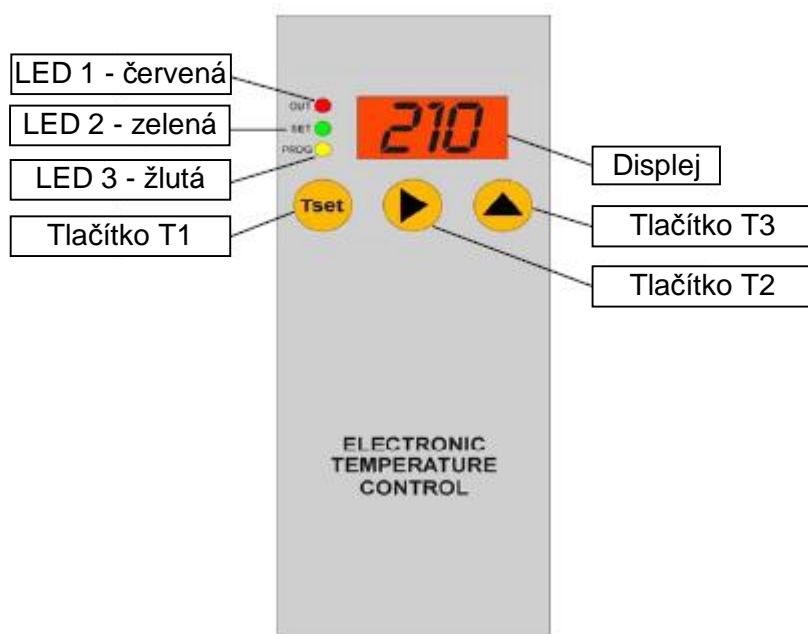 LED 1 - červená
LED 2 - zelená
LED 3 - žlutá
Tlačítko T1
OUT
SET
PROG
210
Tset
Displej
Tlačítko T3
Tlačítko T2
ELECTRONIC
TEMPERATURE
CONTROL